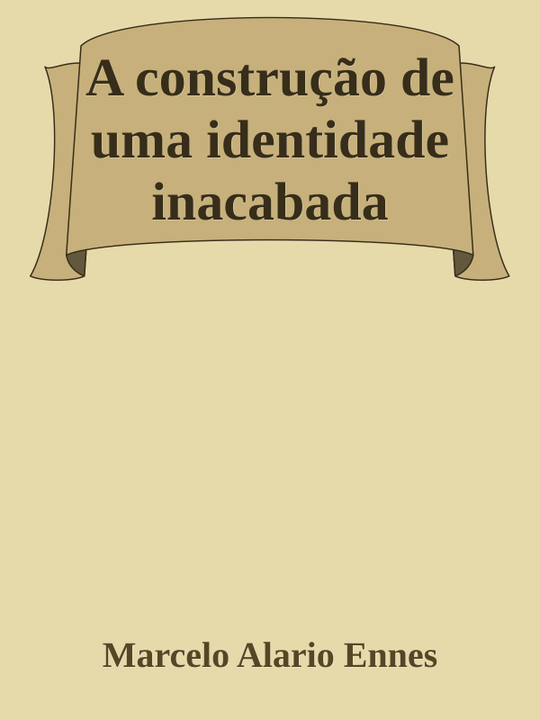 A construção de
uma identidade
inacabada
Marcelo Alario Ennes